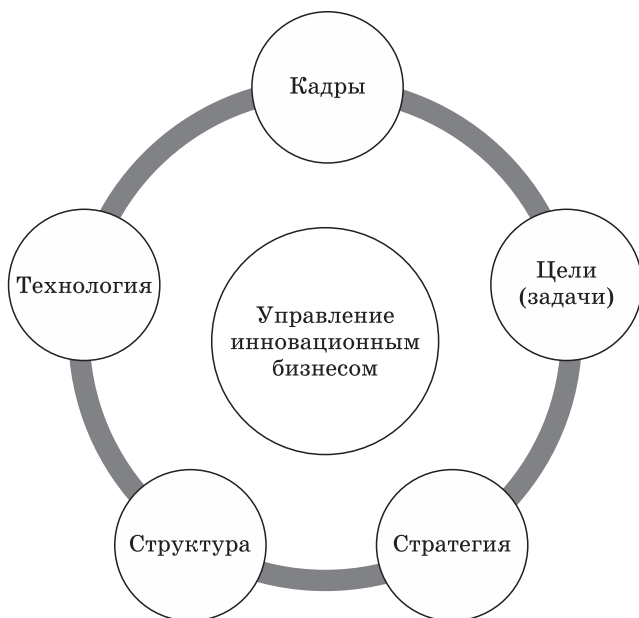 Кадры
Цели
(задачи)
Технология
Управление
инновационным
бизнесом
Структура
Стратегия